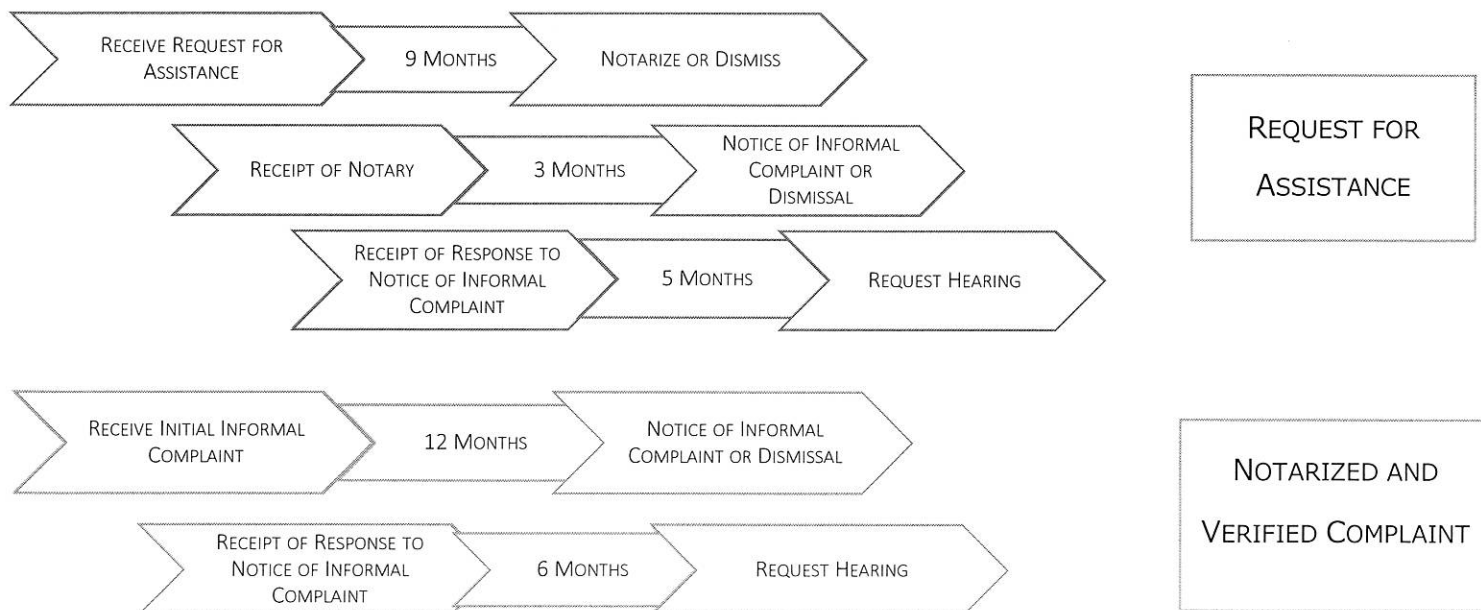 RECEIVE REQUEST FOR
ASSISTANCE
9 MONTHS
NOTARIZE OR DISMISS
RECEIPT OF NOTARY
3 MONTHS
NOTICE OF INFORMAL
COMPLAINT OR
DISMISSAL
RECEIPT OF RESPONSE TO
NOTICE OF INFORMAL
COMPLAINT
5 MONTHS
REQUEST HEARING
REQUEST FOR
ASSISTANCE
RECEIVE INITIAL INFORMAL
COMPLAINT
12 MONTHS
NOTICE OF INFORMAL
COMPLAINT OR DISMISSAL
RECEIPT OF RESPONSE TO
NOTICE OF INFORMAL
COMPLAINT
6 MONTHS
REQUEST HEARING
NOTARIZED AND
VERIFIED COMPLAINT